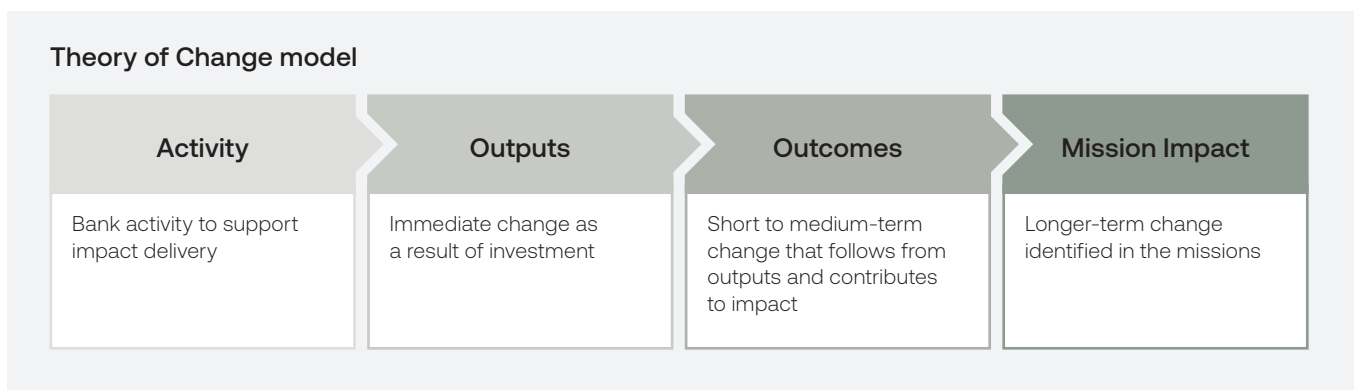 Theory of Change model
Activity
Outputs
Outcomes
Mission Impact
Bank activity to support
impact delivery
Immediate change as
a result of investment
Short to medium-term
change that follows from
outputs and contributes
to impact
Longer-term change
identified in the missions